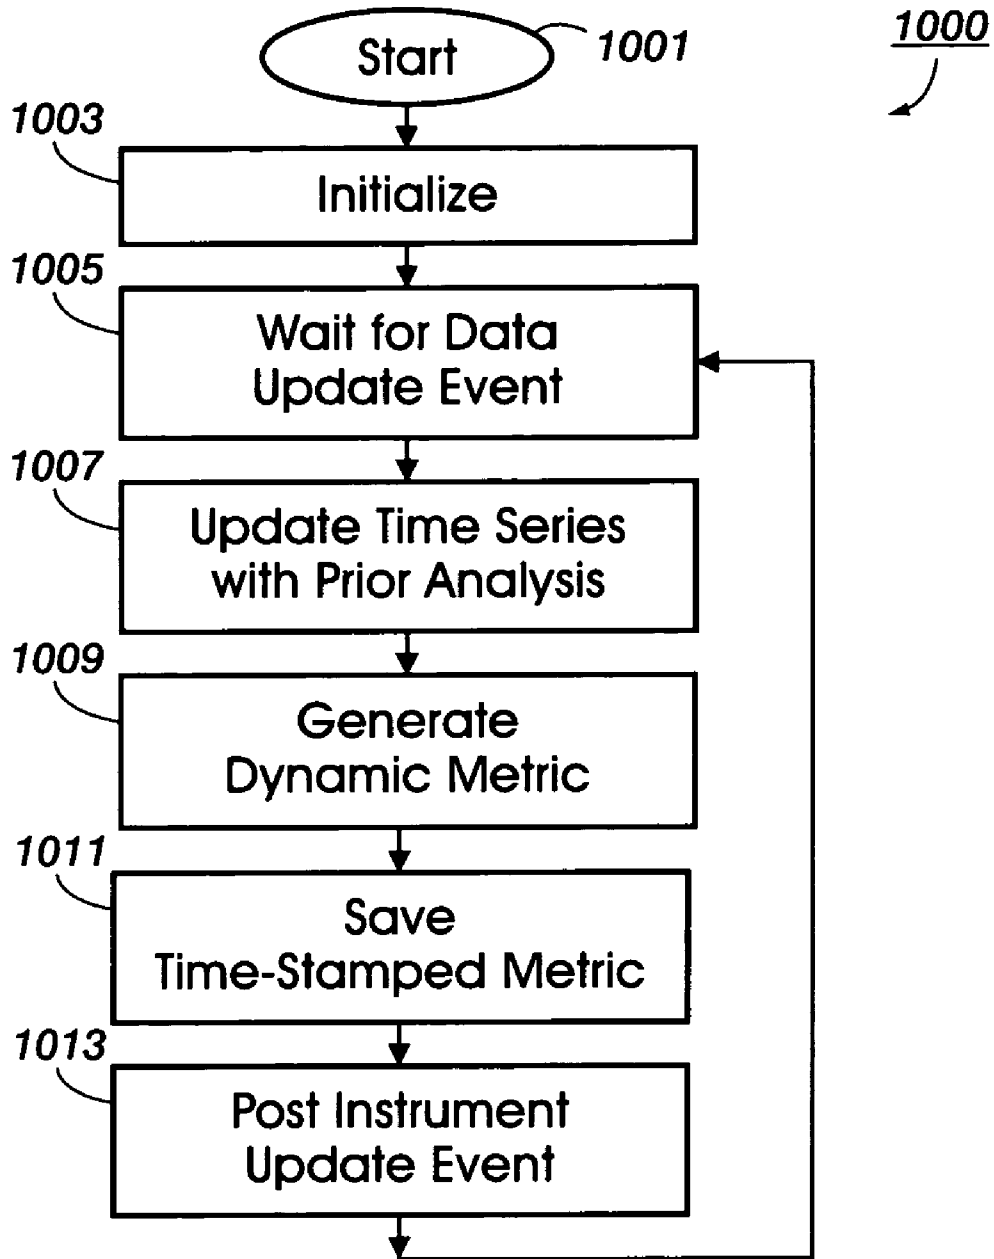 1000
Start
1001
1003
Initialize
1005
Wait for Data
Update Event
1007
Update Time Series
with Prior Analysis
1009
Generate
Dynamic Metric
1011
Save
Time-Stamped Metric
1013
Post Instrument
Update Event